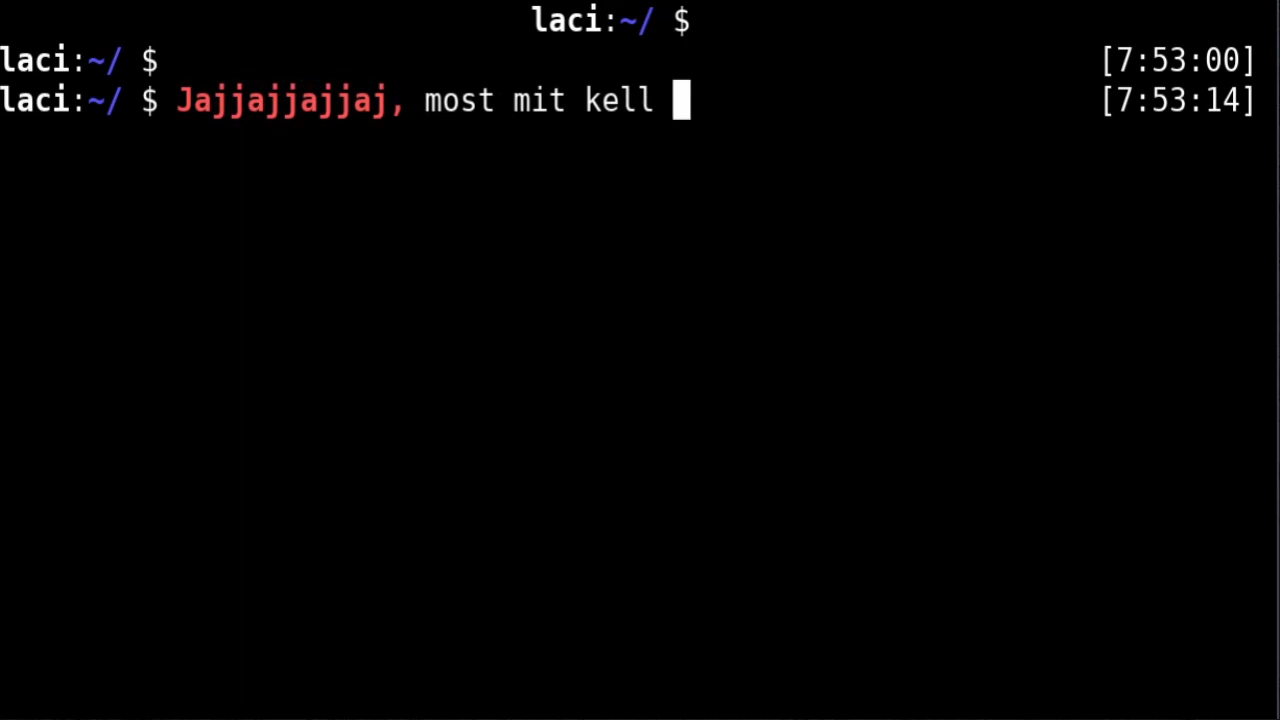 laci:~/ $
laci:~/ $ [7:53:00]
laci:~/ $ Jajjajjajjaj, most mit kell [7:53:14]